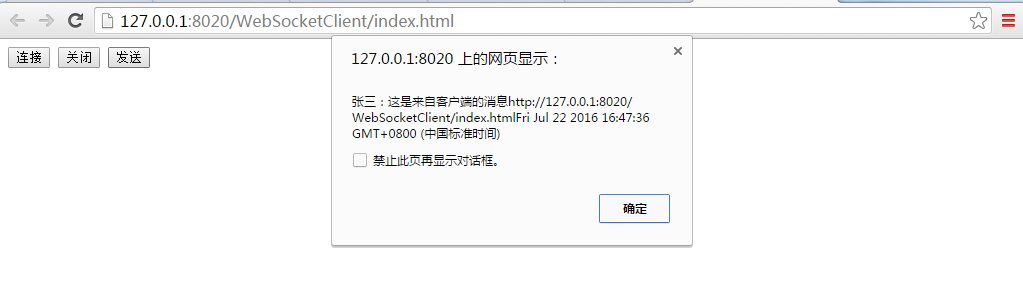 127.0.0.1:8020/WebSocketClient/index.html
连接 关闭 发送
127.0.0.1:8020 上的网页显示：
张三：这是来自客户端的消息http://127.0.0.1:8020/
WebSocketClient/index.htmlFri Jul 22 2016 16:47:36
GMT+0800 (中国标准时间)
禁止此页再显示对话框。
确定